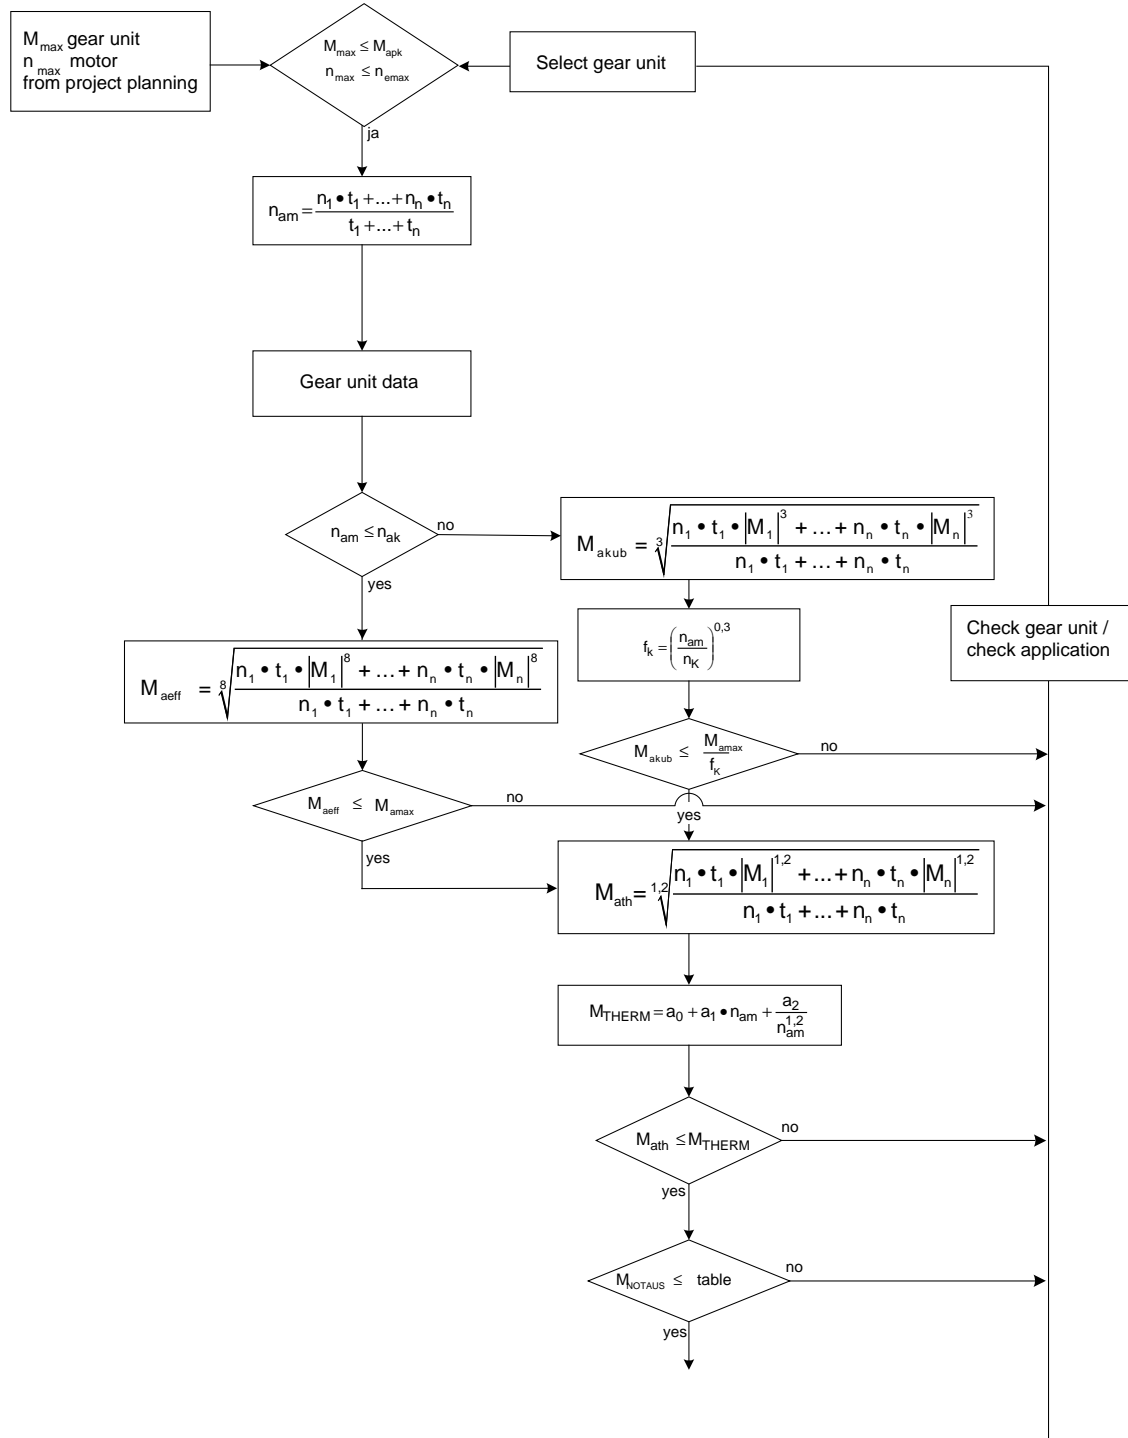 M_max gear unit
n_max motor
from project planning
M_max ≤ M_apk
n_max ≤ n_emax
Select gear unit
ja
n_am = (n_1 • t_1 + ... + n_n • t_n) / (t_1 + ... + t_n)
Gear unit data
n_am ≤ n_ak
no
yes
M_akub = ³√((n_1 • t_1 • |M_1|^3 + ... + n_n • t_n • |M_n|^3) / (n_1 • t_1 + ... + n_n • t_n))
f_k = (n_am / n_K)^0,3
Check gear unit /
check application
M_aeff = ⁸√((n_1 • t_1 • |M_1|^8 + ... + n_n • t_n • |M_n|^8) / (n_1 • t_1 + ... + n_n • t_n))
M_akub ≤ M_amax / f_K
no
M_aeff ≤ M_amax
no
yes
yes
M_ath = ^1,2√((n_1 • t_1 • |M_1|^1,2 + ... + n_n • t_n • |M_n|^1,2) / (n_1 • t_1 + ... + n_n • t_n))
M_THERM = a_0 + a_1 • n_am + a_2 / n_am^1,2
M_ath ≤ M_THERM
no
yes
M_NOTAUS ≤ table
no
yes